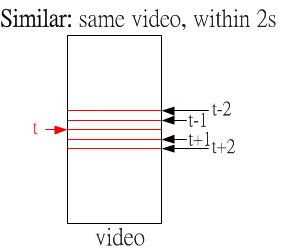 Similar: same video, within 2s
t-2
t-1
t
t+1
t+2
video